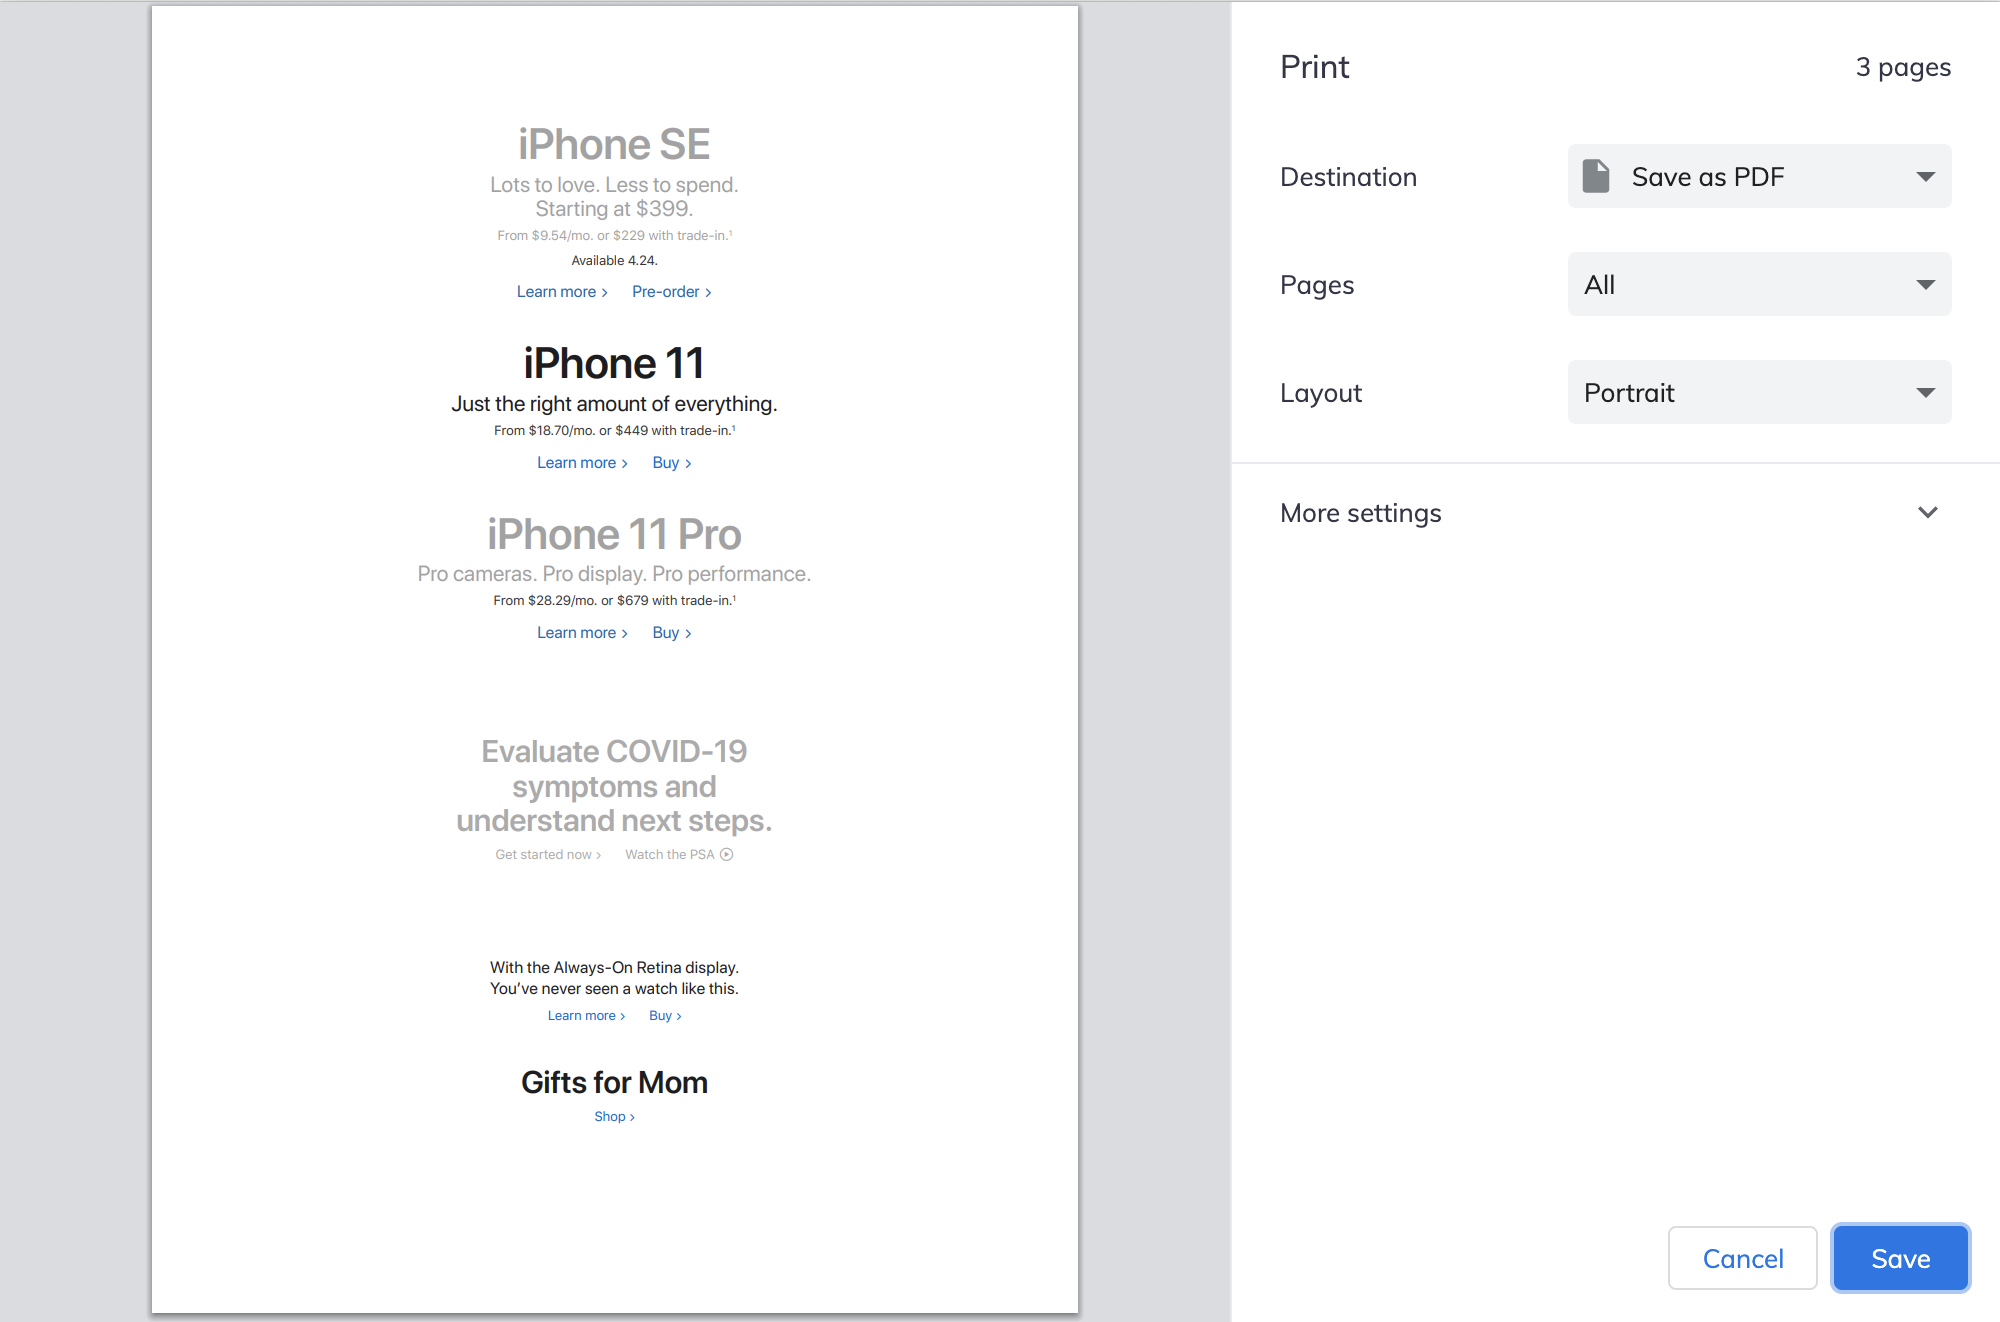 iPhone SE
Lots to love. Less to spend.
Starting at $399.
From $9.54/mo. or $229 with trade-in.¹
Available 4.24.
Learn more › Pre-order ›
iPhone 11
Just the right amount of everything.
From $18.70/mo. or $449 with trade-in.¹
Learn more › Buy ›
iPhone 11 Pro
Pro cameras. Pro display. Pro performance.
From $28.29/mo. or $679 with trade-in.¹
Learn more › Buy ›
Evaluate COVID-19
symptoms and
understand next steps.
Get started now › Watch the PSA
With the Always-On Retina display.
You’ve never seen a watch like this.
Learn more › Buy ›
Gifts for Mom
Shop ›
Print 3 pages
Destination Save as PDF
Pages All
Layout Portrait
More settings
Cancel Save